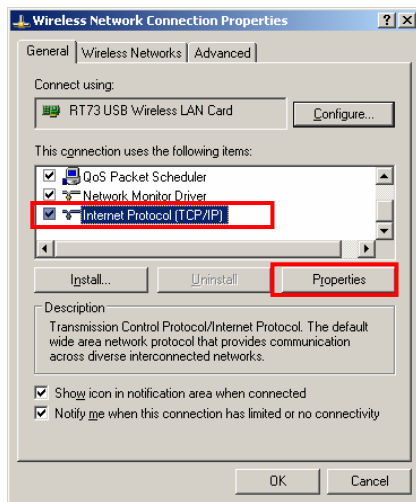 Wireless Network Connection Properties
General Wireless Networks Advanced
Connect using:
RT73 USB Wireless LAN Card Configure...
This connection uses the following items:
QoS Packet Scheduler
Network Monitor Driver
Internet Protocol (TCP/IP)
Install... Uninstall Properties
Description
Transmission Control Protocol/Internet Protocol. The default
wide area network protocol that provides communication
across diverse interconnected networks.
Show icon in notification area when connected
Notify me when this connection has limited or no connectivity
OK Cancel